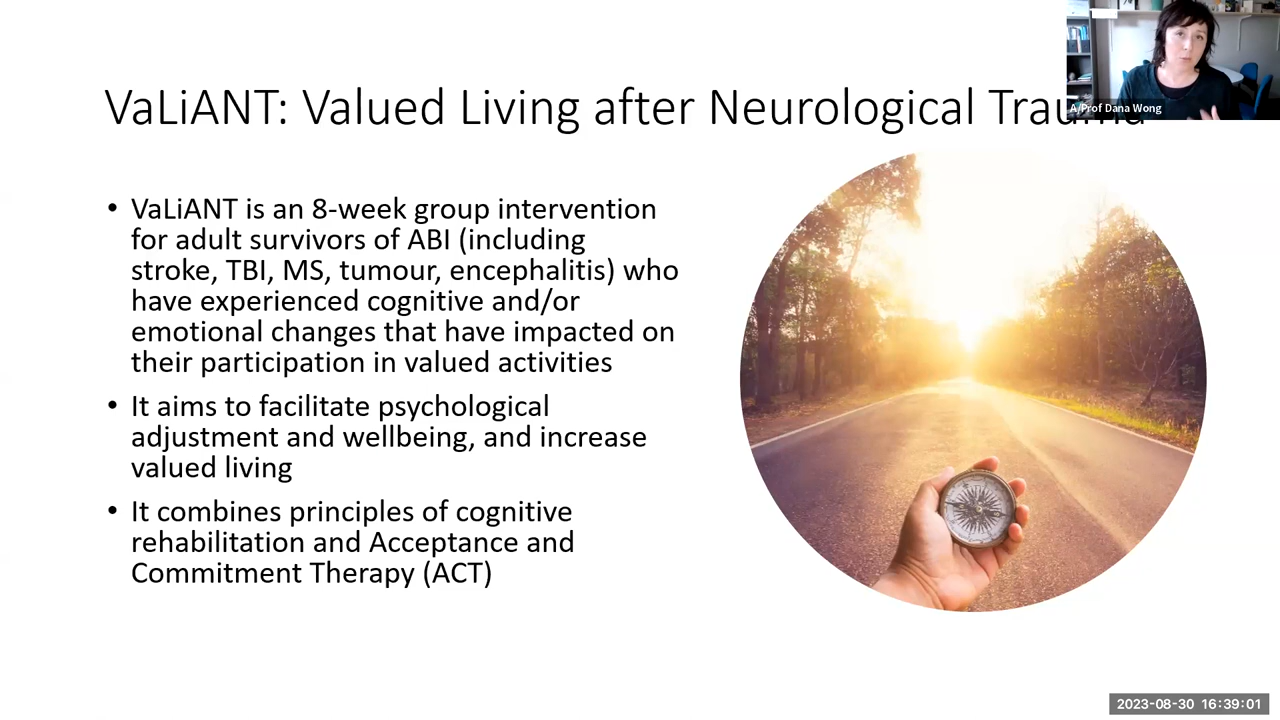 VaLiANT: Valued Living after Neurological Trauma
A/Prof Dana Wong
• VaLiANT is an 8-week group intervention
for adult survivors of ABI (including
stroke, TBI, MS, tumour, encephalitis) who
have experienced cognitive and/or
emotional changes that have impacted on
their participation in valued activities
• It aims to facilitate psychological
adjustment and wellbeing, and increase
valued living
• It combines principles of cognitive
rehabilitation and Acceptance and
Commitment Therapy (ACT)
2023-08-30 16:39:01